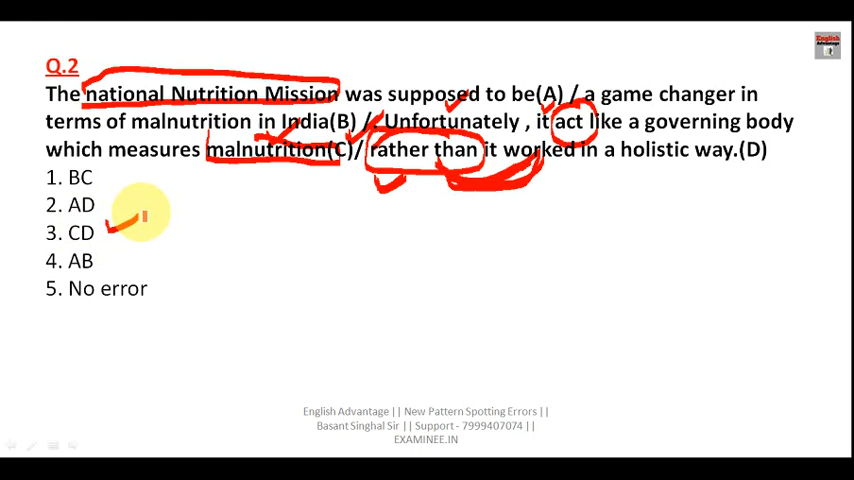 English
Advantage
Q.2
The national Nutrition Mission was supposed to be(A) / a game changer in
terms of malnutrition in India(B) /. Unfortunately , it act like a governing body
which measures malnutrition(C)/ rather than it worked in a holistic way.(D)
1. BC
2. AD
3. CD
4. AB
5. No error
English Advantage || New Pattern Spotting Errors ||
Basant Singhal Sir || Support - 7999407074 ||
EXAMINEE.IN